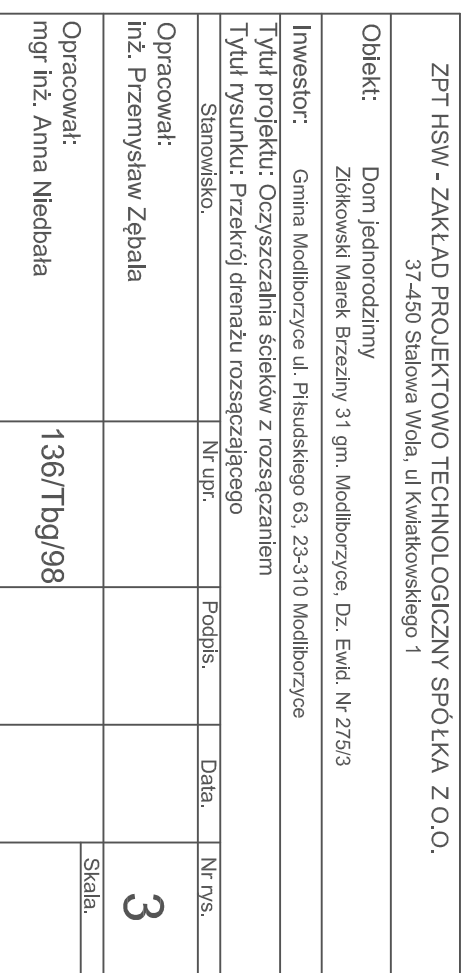 ZPT HSW - ZAKŁAD PROJEKTOWO TECHNOLOGICZNY SPÓŁKA Z O.O.
37-450 Stalowa Wola, ul Kwiatkowskiego 1
Obiekt: Dom jednorodzinny
Ziółkowski Marek Brzeziny 31 gm. Modliborzyce, Dz. Ewid. Nr 275/3
Inwestor: Gmina Modliborzyce ul. Piłsudskiego 63, 23-310 Modliborzyce
Tytuł projektu: Oczyszczalnia ścieków z rozsączaniem
Tytuł rysunku: Przekrój drenażu rozsączającego
Stanowisko. Nr upr. Podpis. Data. Nr rys.
Opracował:
inż. Przemysław Zębala
3
Skala.
Opracował:
mgr inż. Anna Niedbała
136/Tbg/98